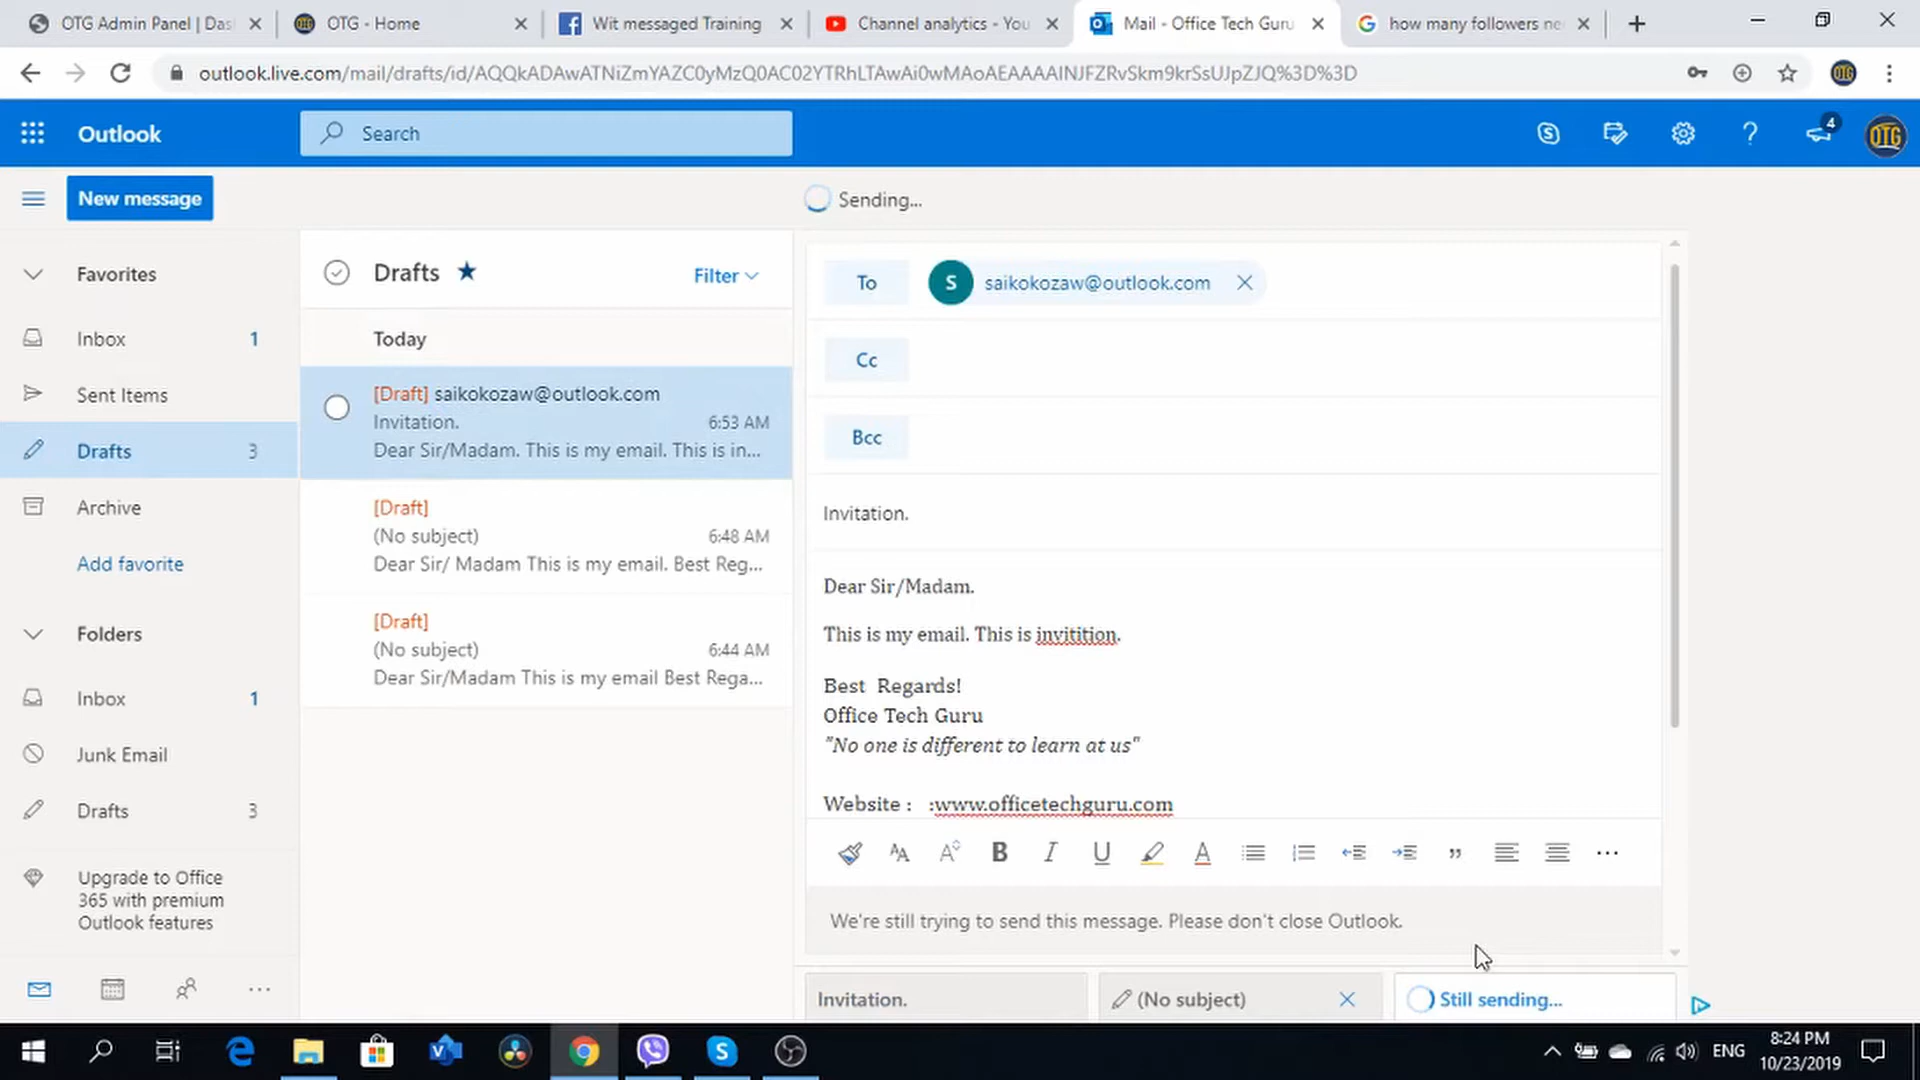 OTG Admin Panel | Das
OTG - Home
Wit messaged Training
Channel analytics - You
Mail - Office Tech Guru
how many followers ne
outlook.live.com/mail/drafts/id/AQQkADAwATNiZmYAZC0yMzQ0AC02YTRhLTAwAi0wMAoAEAAAAINJFZRvSkm9krSsUJpZJQ%3D%3D
OTG
Outlook
Search
4
OTG
New message
Sending...
Favorites
Inbox 1
Sent Items
Drafts 3
Archive
Add favorite
Folders
Inbox 1
Junk Email
Drafts 3
Upgrade to Office
365 with premium
Outlook features
Drafts
Filter
Today
[Draft] saikokozaw@outlook.com
Invitation. 6:53 AM
Dear Sir/Madam. This is my email. This is in...
[Draft]
(No subject) 6:48 AM
Dear Sir/ Madam This is my email. Best Reg...
[Draft]
(No subject) 6:44 AM
Dear Sir/Madam This is my email Best Rega...
To S saikokozaw@outlook.com
Cc
Bcc
Invitation.
Dear Sir/Madam.
This is my email. This is invitition.
Best Regards!
Office Tech Guru
"No one is different to learn at us"
Website : :www.officetechguru.com
We're still trying to send this message. Please don't close Outlook.
Invitation.
(No subject)
Still sending...
ENG
8:24 PM
10/23/2019